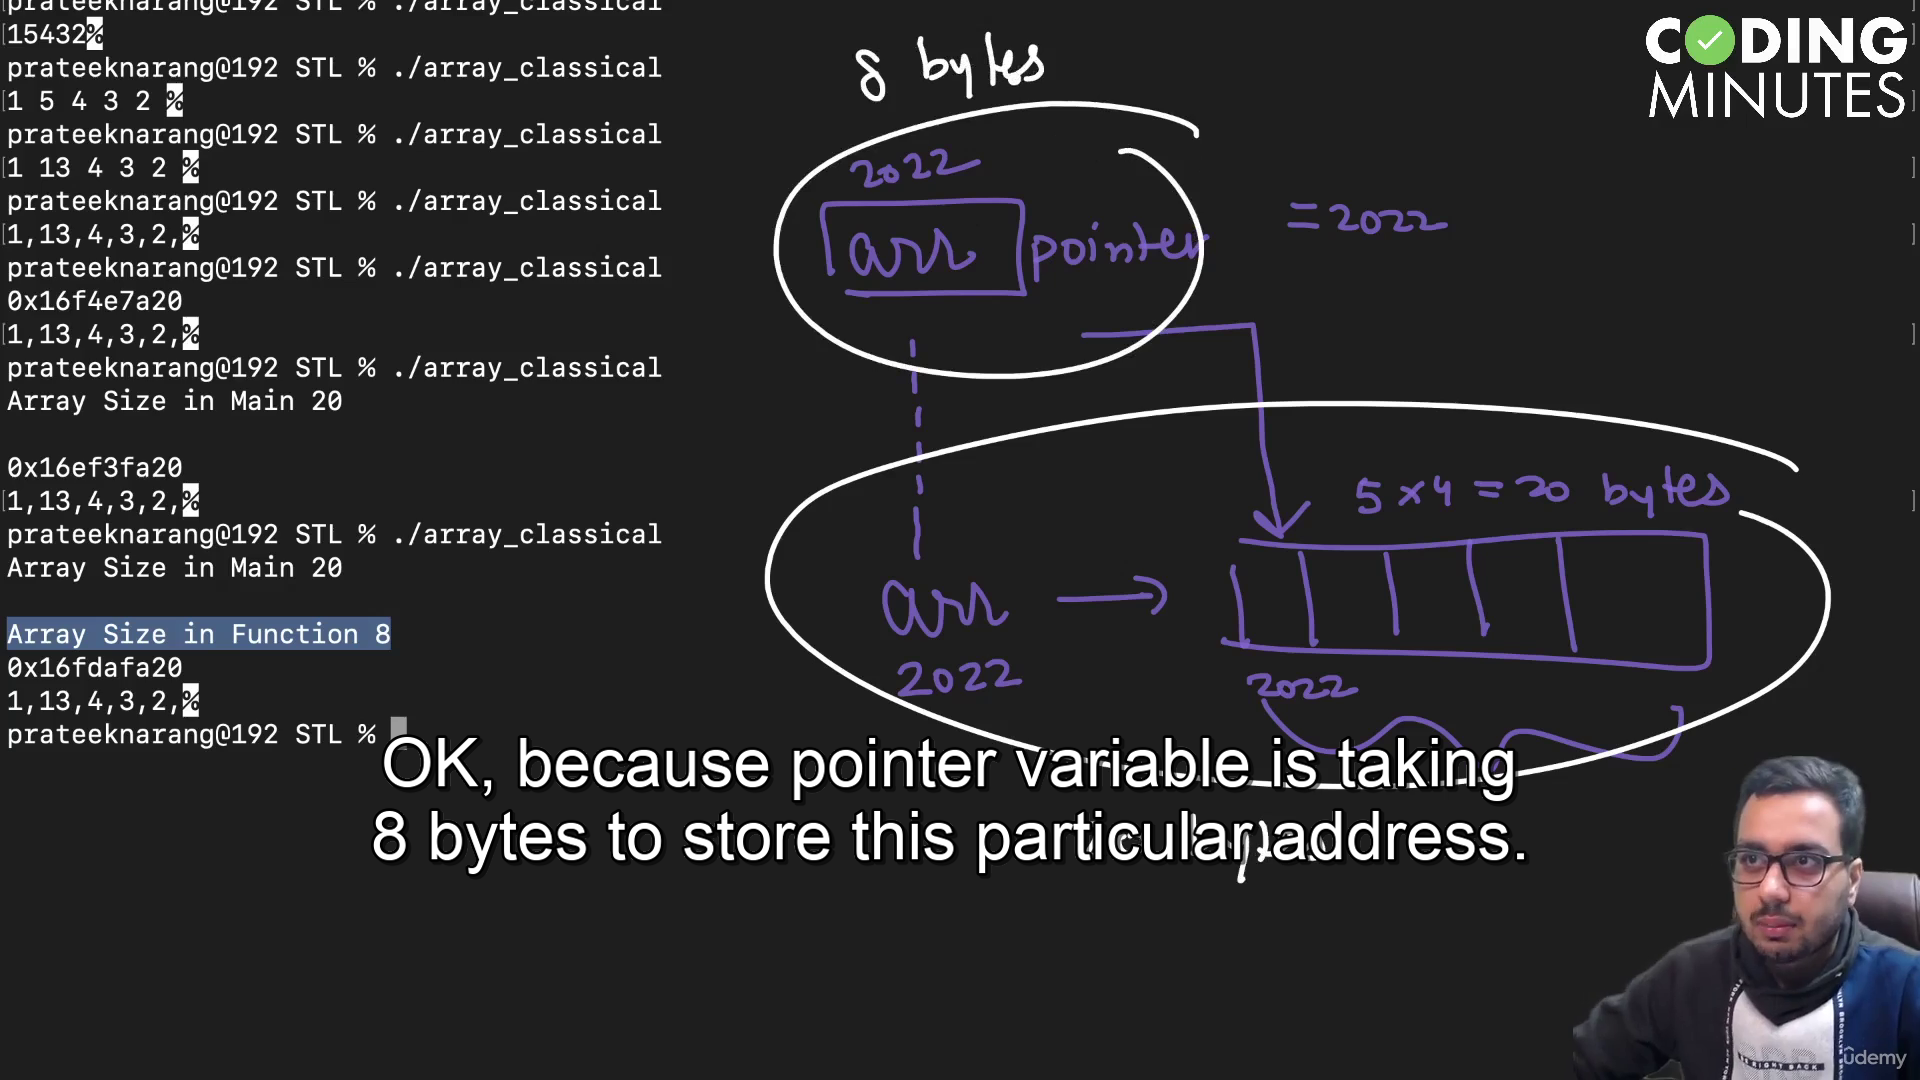 prateeknarang@192 STL % ./array_classical
15432%
prateeknarang@192 STL % ./array_classical
1 5 4 3 2 %
prateeknarang@192 STL % ./array_classical
1 13 4 3 2 %
prateeknarang@192 STL % ./array_classical
1,13,4,3,2,%
prateeknarang@192 STL % ./array_classical
0x16f4e7a20
1,13,4,3,2,%
prateeknarang@192 STL % ./array_classical
Array Size in Main 20
0x16ef3fa20
1,13,4,3,2,%
prateeknarang@192 STL % ./array_classical
Array Size in Main 20
Array Size in Function 8
0x16fdafa20
1,13,4,3,2,%
prateeknarang@192 STL %
8 bytes
2022
arr pointer
=2022
5 x 4 = 20 bytes
arr
2022
2022
CODING
MINUTES
OK, because pointer variable is taking
8 bytes to store this particular address.
udemy